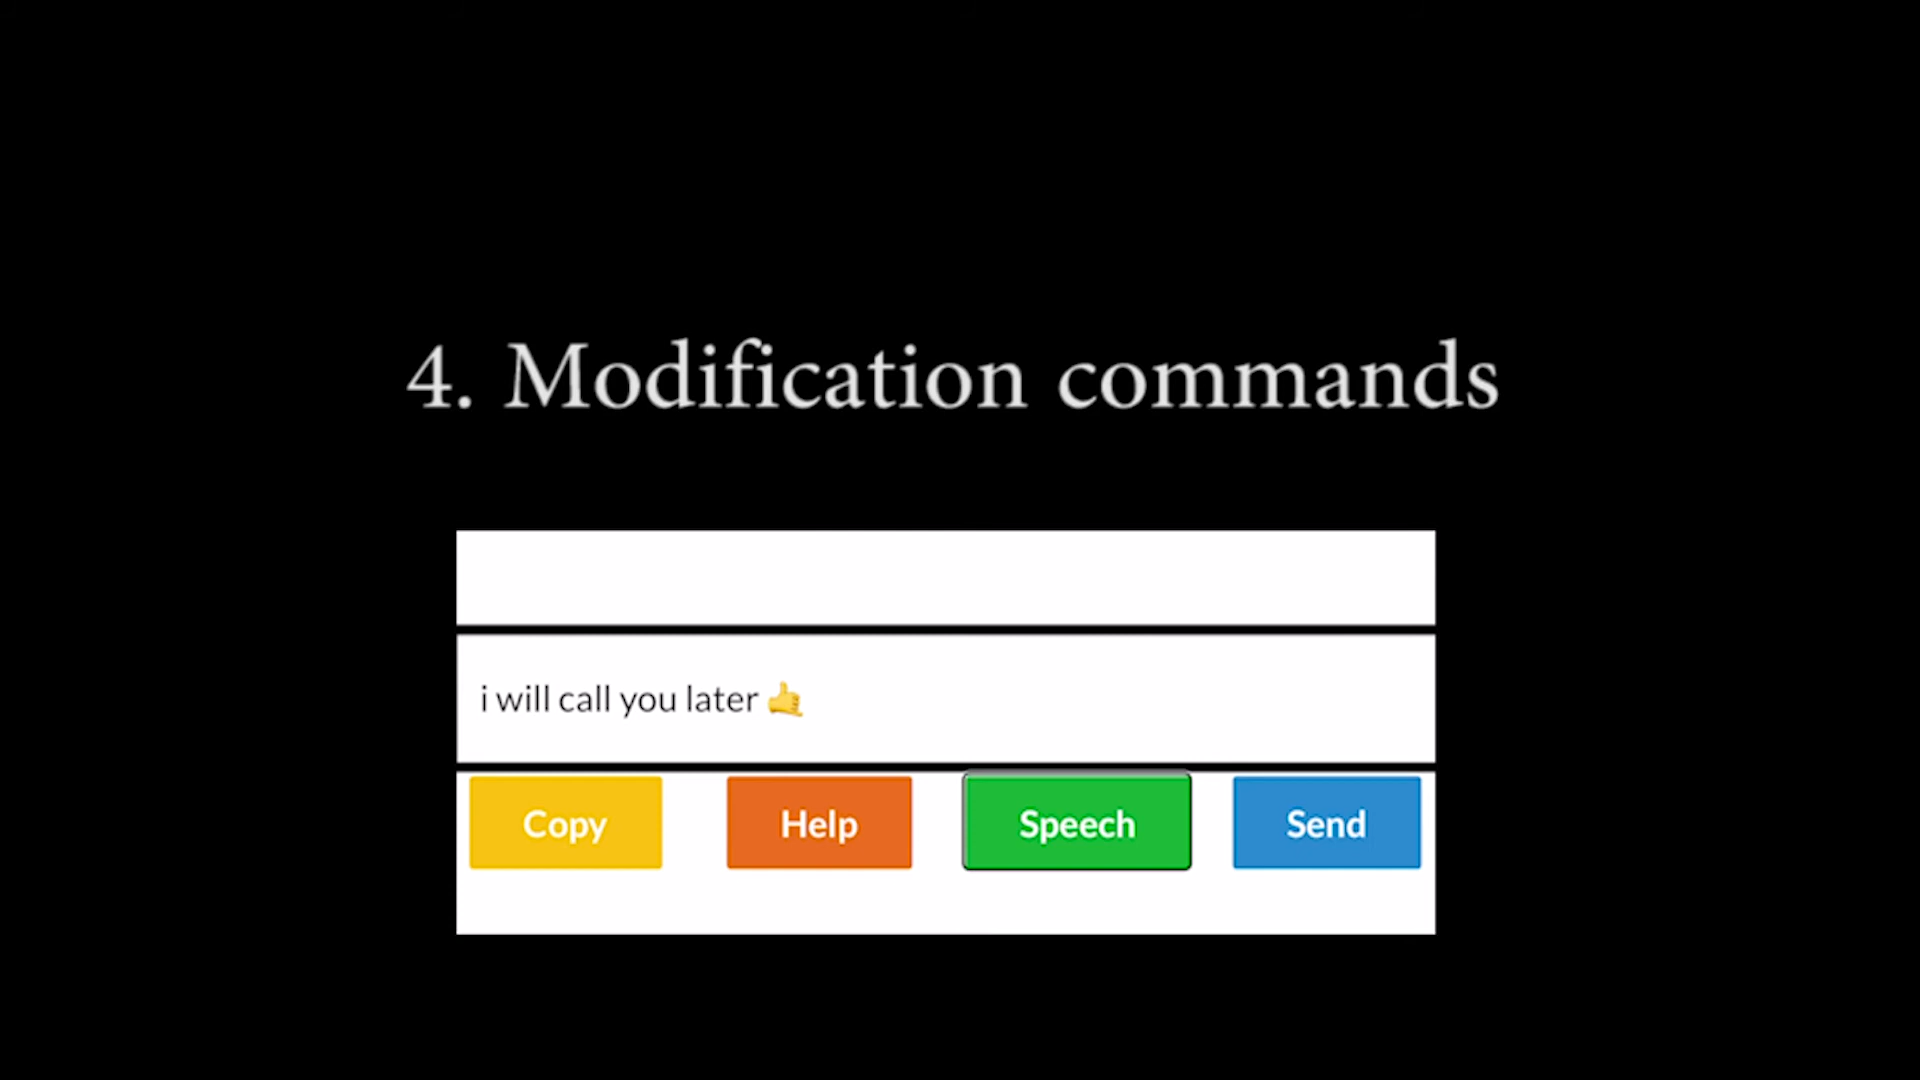 4. Modification commands
i will call you later 🤙
Copy Help Speech Send